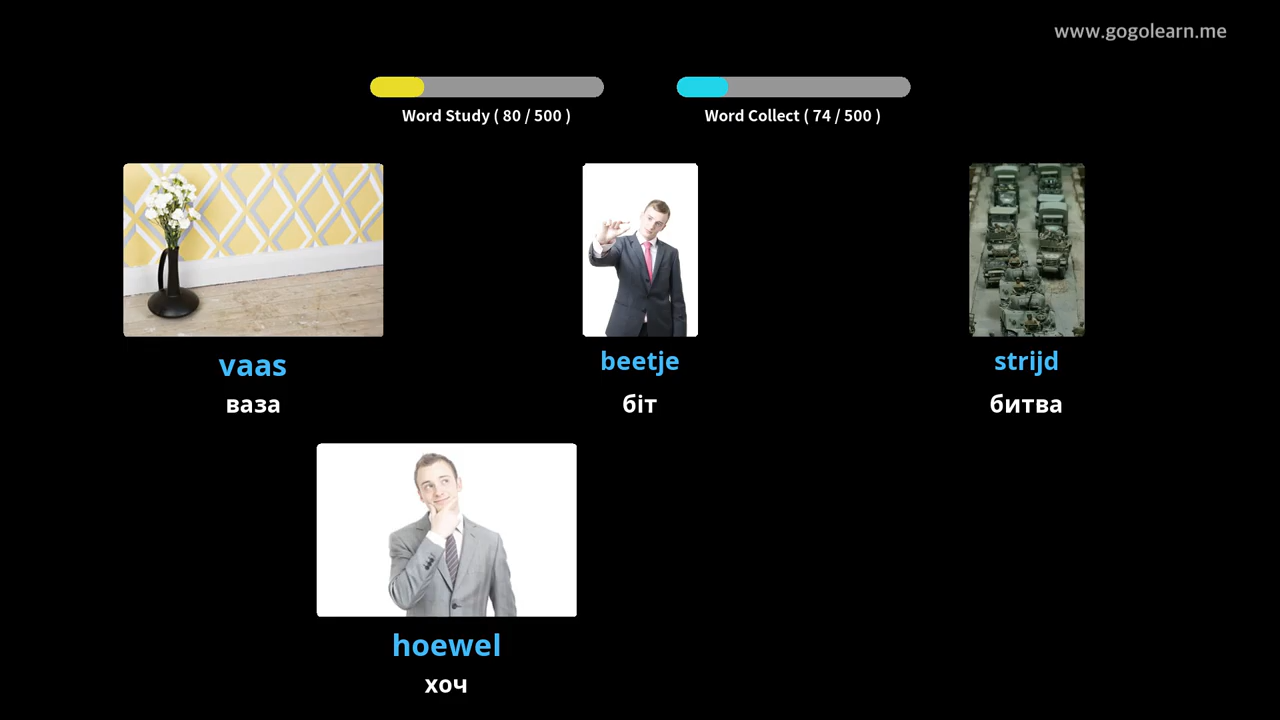 www.gogolearn.me
Word Study ( 80 / 500 )
Word Collect ( 74 / 500 )
vaas
ваза
beetje
біт
strijd
битва
hoewel
хоч